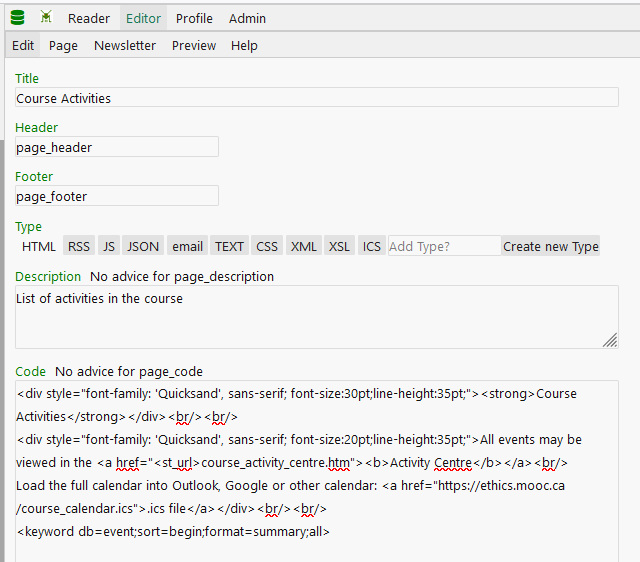 Reader Editor Profile Admin
Edit Page Newsletter Preview Help
Title
Course Activities
Header
page_header
Footer
page_footer
Type
HTML RSS JS JSON email TEXT CSS XML XSL ICS Add Type? Create new Type
Description No advice for page_description
List of activities in the course
Code No advice for page_code
<div style="font-family: 'Quicksand', sans-serif; font-size:30pt;line-height:35pt;"><strong>Course
Activities</strong></div><br/><br/>
<div style="font-family: 'Quicksand', sans-serif; font-size:20pt;line-height:35pt;">All events may be
viewed in the <a href="<st_url>course_activity_centre.htm"><b>Activity Centre</b></a><br/>
Load the full calendar into Outlook, Google or other calendar: <a href="https://ethics.mooc.ca
/course_calendar.ics">.ics file</a></div><br/><br/>
<keyword db=event;sort=begin;format=summary;all>